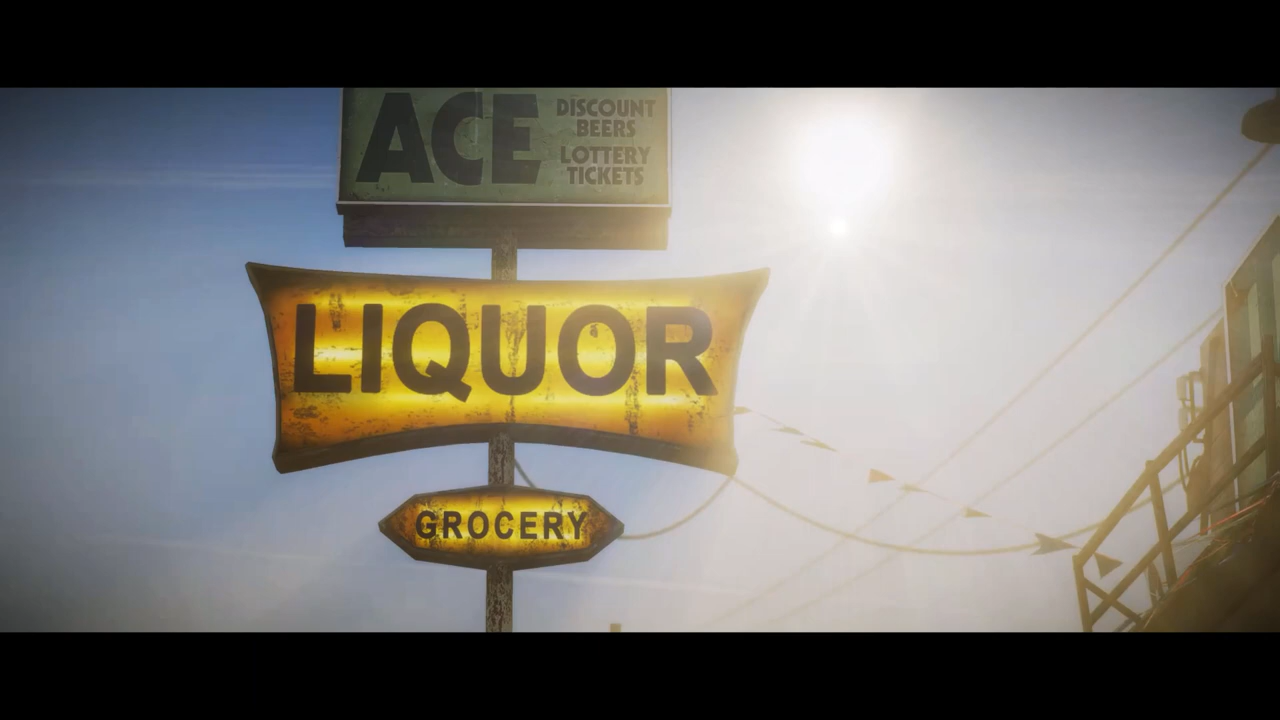 ACE
DISCOUNT
BEERS
LOTTERY
TICKETS
LIQUOR
GROCERY